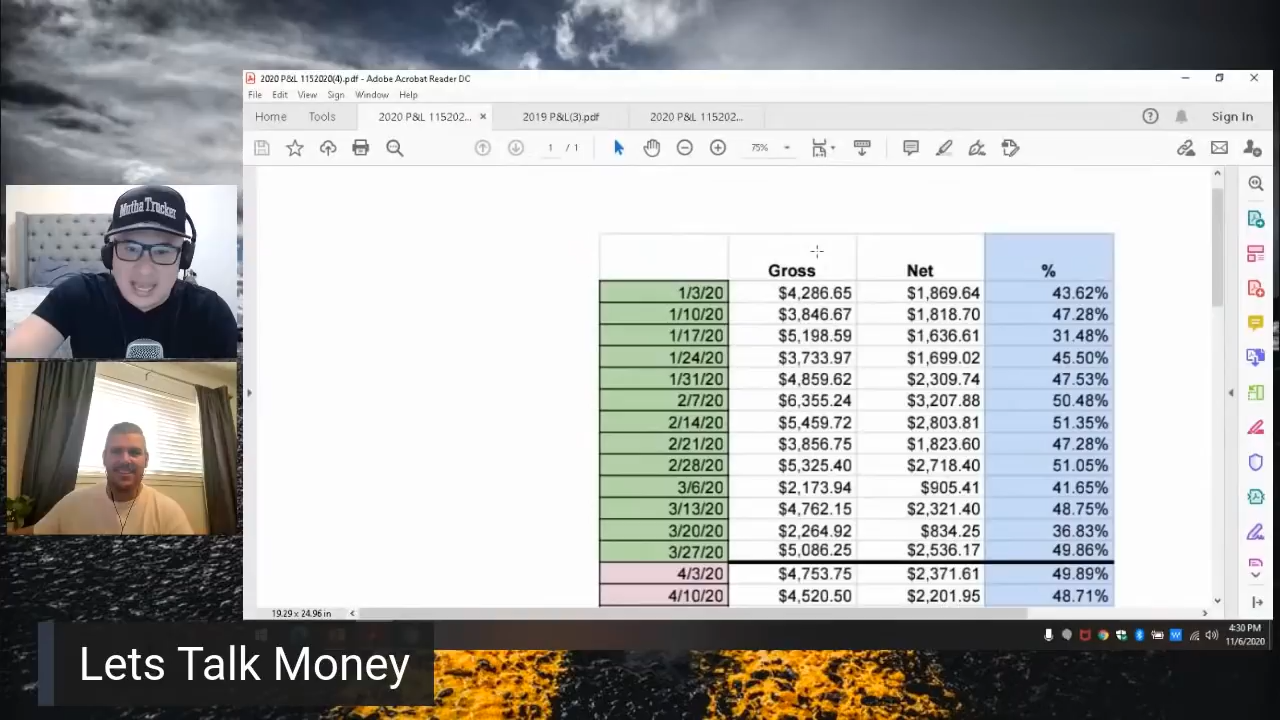 2020 P&L 1152020(4).pdf - Adobe Acrobat Reader DC
File Edit View Sign Window Help
Home Tools 2020 P&L 115202... × 2019 P&L(3).pdf 2020 P&L 115202... Sign In
1 / 1 75%
Mutha Trucker
Gross Net %
1/3/20 $4,286.65 $1,869.64 43.62%
1/10/20 $3,846.67 $1,818.70 47.28%
1/17/20 $5,198.59 $1,636.61 31.48%
1/24/20 $3,733.97 $1,699.02 45.50%
1/31/20 $4,859.62 $2,309.74 47.53%
2/7/20 $6,355.24 $3,207.88 50.48%
2/14/20 $5,459.72 $2,803.81 51.35%
2/21/20 $3,856.75 $1,823.60 47.28%
2/28/20 $5,325.40 $2,718.40 51.05%
3/6/20 $2,173.94 $905.41 41.65%
3/13/20 $4,762.15 $2,321.40 48.75%
3/20/20 $2,264.92 $834.25 36.83%
3/27/20 $5,086.25 $2,536.17 49.86%
4/3/20 $4,753.75 $2,371.61 49.89%
4/10/20 $4,520.50 $2,201.95 48.71%
19.29 x 24.96 in
4:30 PM
11/6/2020
Lets Talk Money